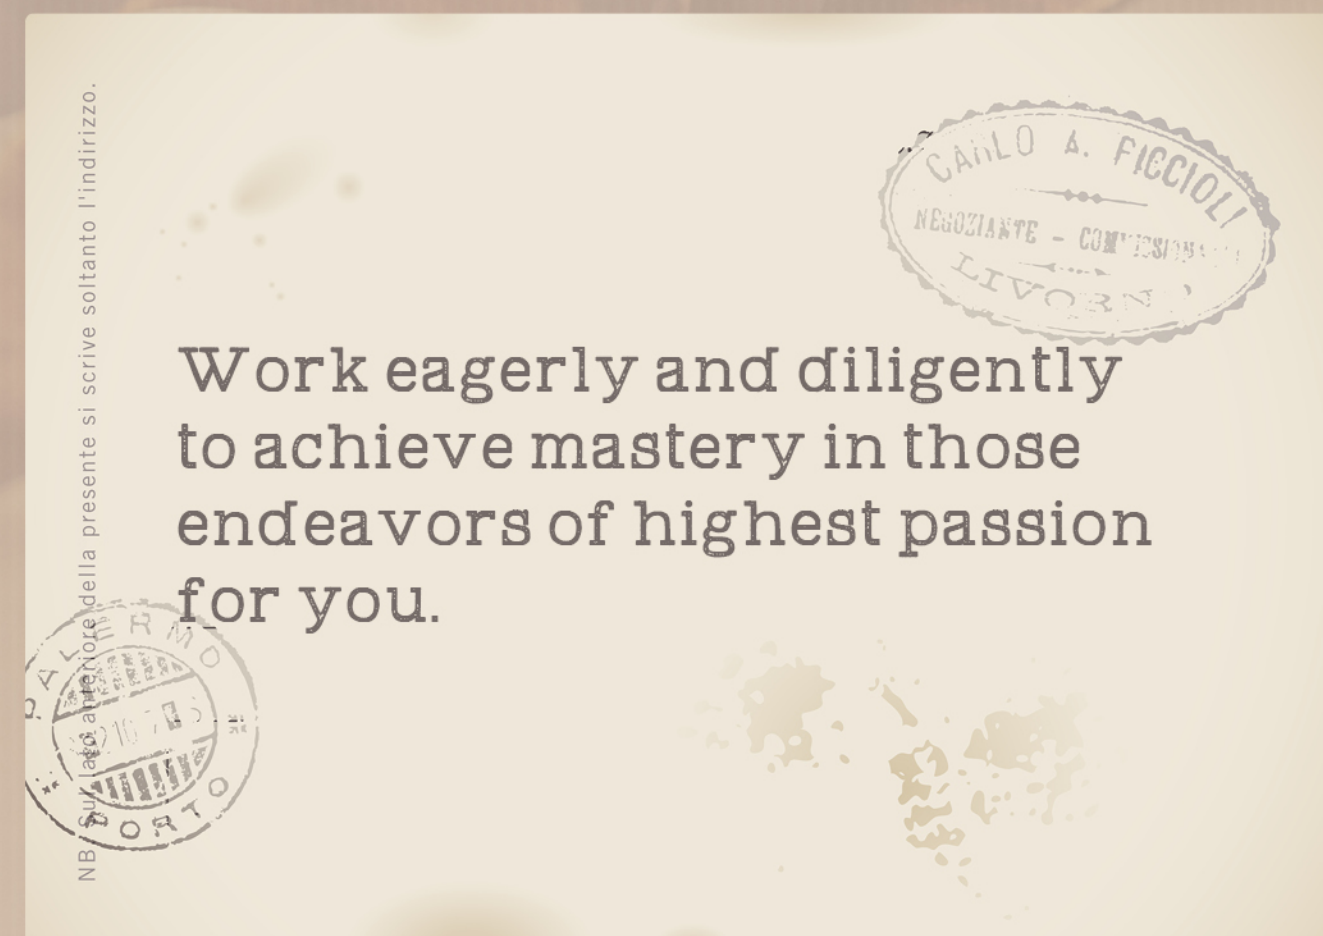 NB Sul lato anteriore della presente si scrive soltanto l'indirizzo.
CARLO A. FICCIOLI
NEGOZIANTE -
LIVORNO
Work eagerly and diligently
to achieve mastery in those
endeavors of highest passion
for you.
PALERMO
PORTO